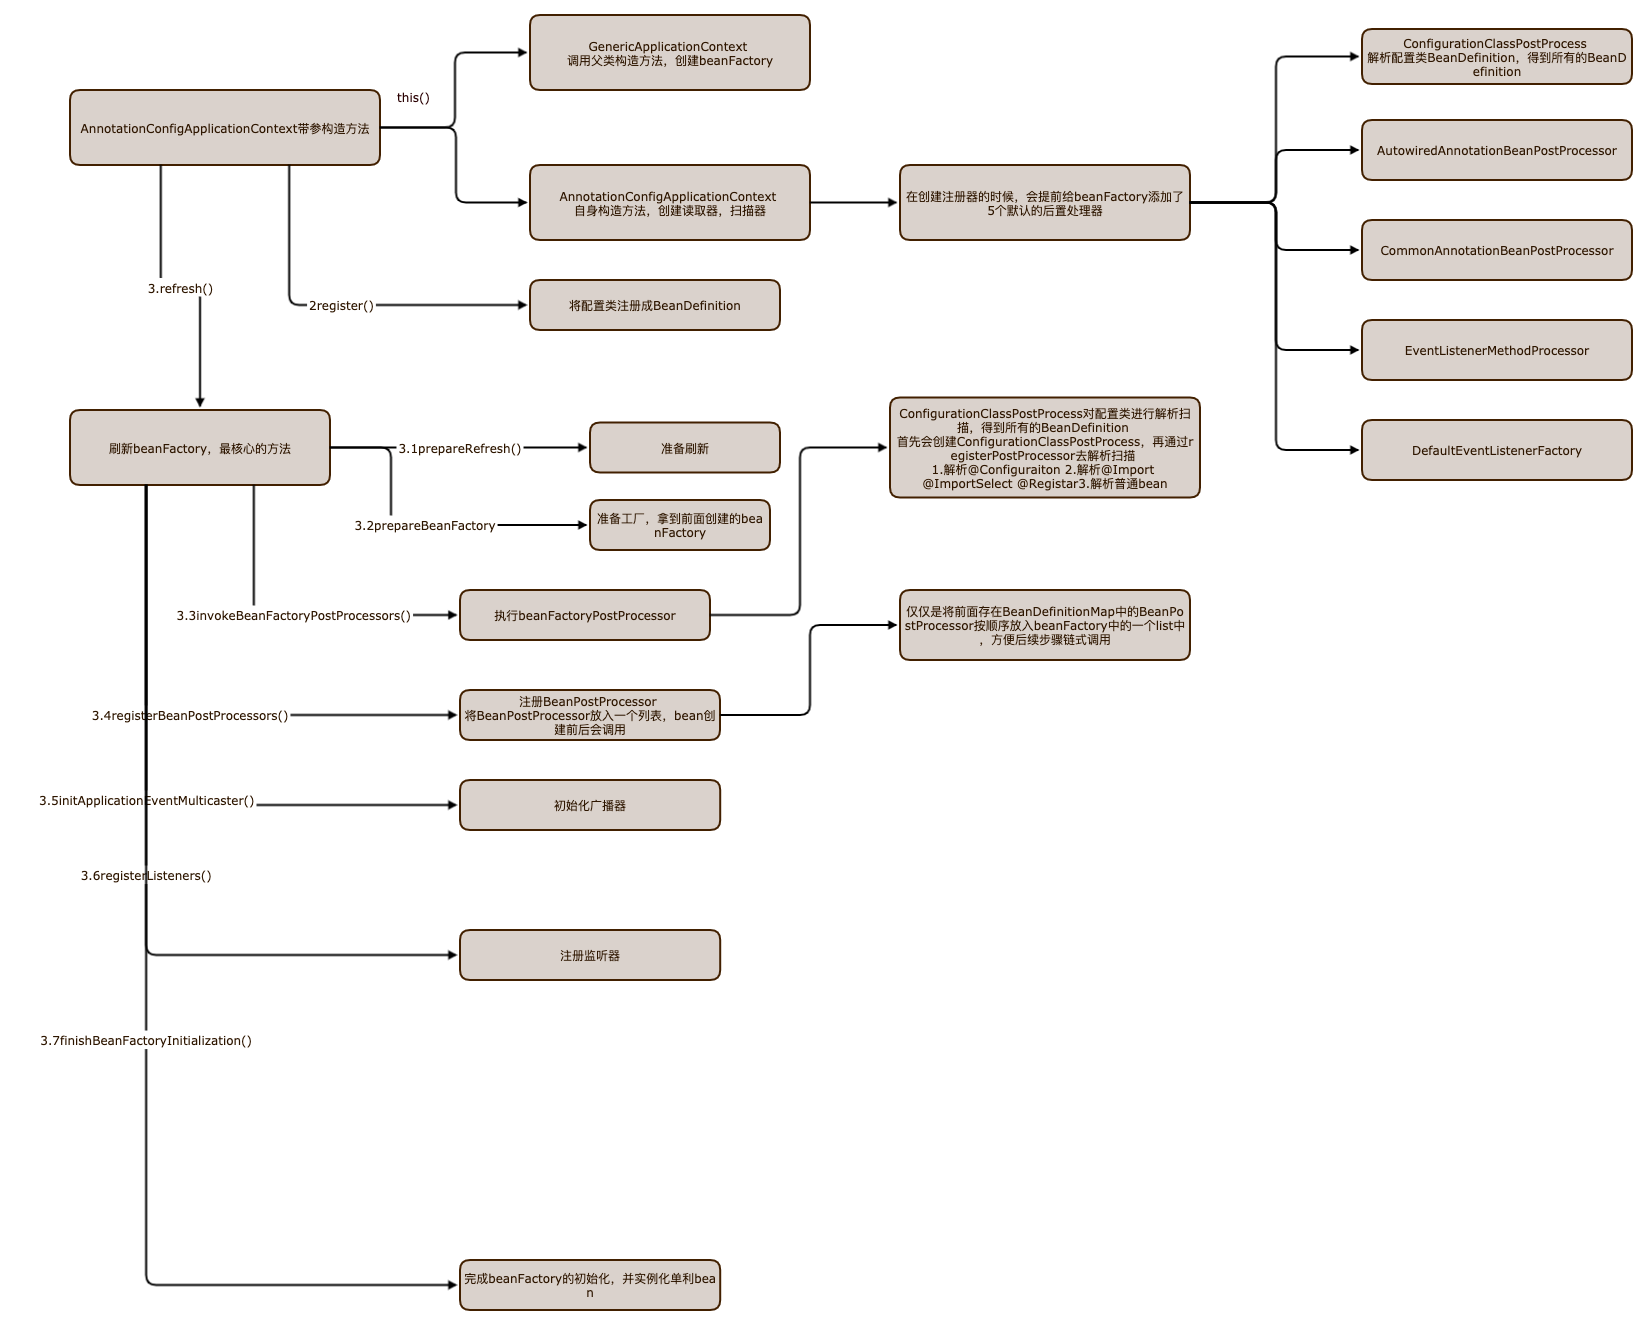 GenericApplicationContext
调用父类构造方法，创建beanFactory
ConfigurationClassPostProcess
解析配置类BeanDefinition，得到所有的BeanD
efinition
this()
AnnotationConfigApplicationContext带参构造方法
AutowiredAnnotationBeanPostProcessor
AnnotationConfigApplicationContext
自身构造方法，创建读取器，扫描器
在创建注册器的时候，会提前给beanFactory添加了
5个默认的后置处理器
CommonAnnotationBeanPostProcessor
3.refresh()
2register()
将配置类注册成BeanDefinition
EventListenerMethodProcessor
DefaultEventListenerFactory
刷新beanFactory，最核心的方法
3.1prepareRefresh()
准备刷新
ConfigurationClassPostProcess对配置类进行解析扫
描，得到所有的BeanDefinition
首先会创建ConfigurationClassPostProcess，再通过r
egisterPostProcessor去解析扫描
1.解析@Configuraiton 2.解析@Import
@ImportSelect @Registar3.解析普通bean
3.2prepareBeanFactory
准备工厂，拿到前面创建的bea
nFactory
3.3invokeBeanFactoryPostProcessors()
执行beanFactoryPostProcessor
仅仅是将前面存在BeanDefinitionMap中的BeanPo
stProcessor按顺序放入beanFactory中的一个list中
，方便后续步骤链式调用
3.4registerBeanPostProcessors()
注册BeanPostProcessor
将BeanPostProcessor放入一个列表，bean创
建前后会调用
3.5initApplicationEventMulticaster()
初始化广播器
3.6registerListeners()
注册监听器
3.7finishBeanFactoryInitialization()
完成beanFactory的初始化，并实例化单利bea
n